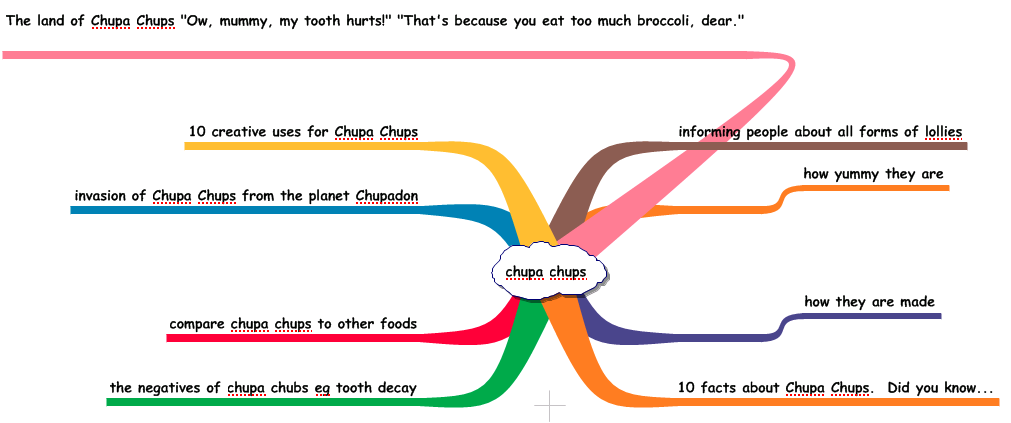 The land of Chupa Chups "Ow, mummy, my tooth hurts!" "That's because you eat too much broccoli, dear."
10 creative uses for Chupa Chups
informing people about all forms of lollies
how yummy they are
invasion of Chupa Chups from the planet Chupadon
chupa chups
how they are made
compare chupa chups to other foods
the negatives of chupa chubs eg tooth decay
10 facts about Chupa Chups.  Did you know...